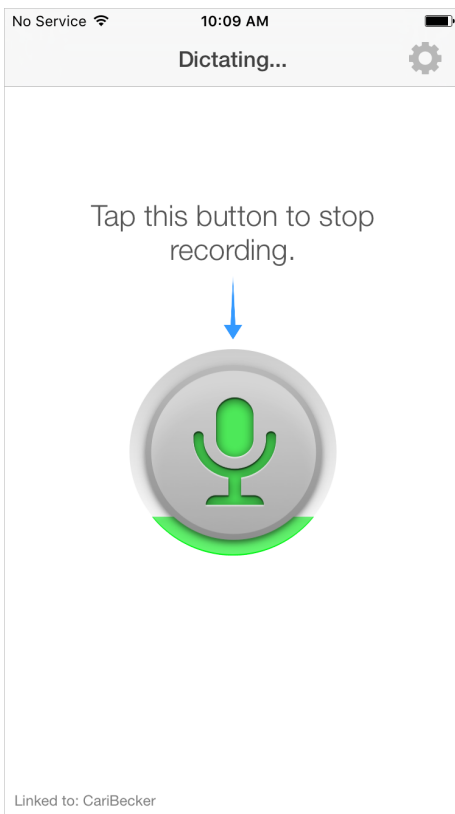 No Service 10:09 AM
Dictating...
Tap this button to stop
recording.
Linked to: CariBecker